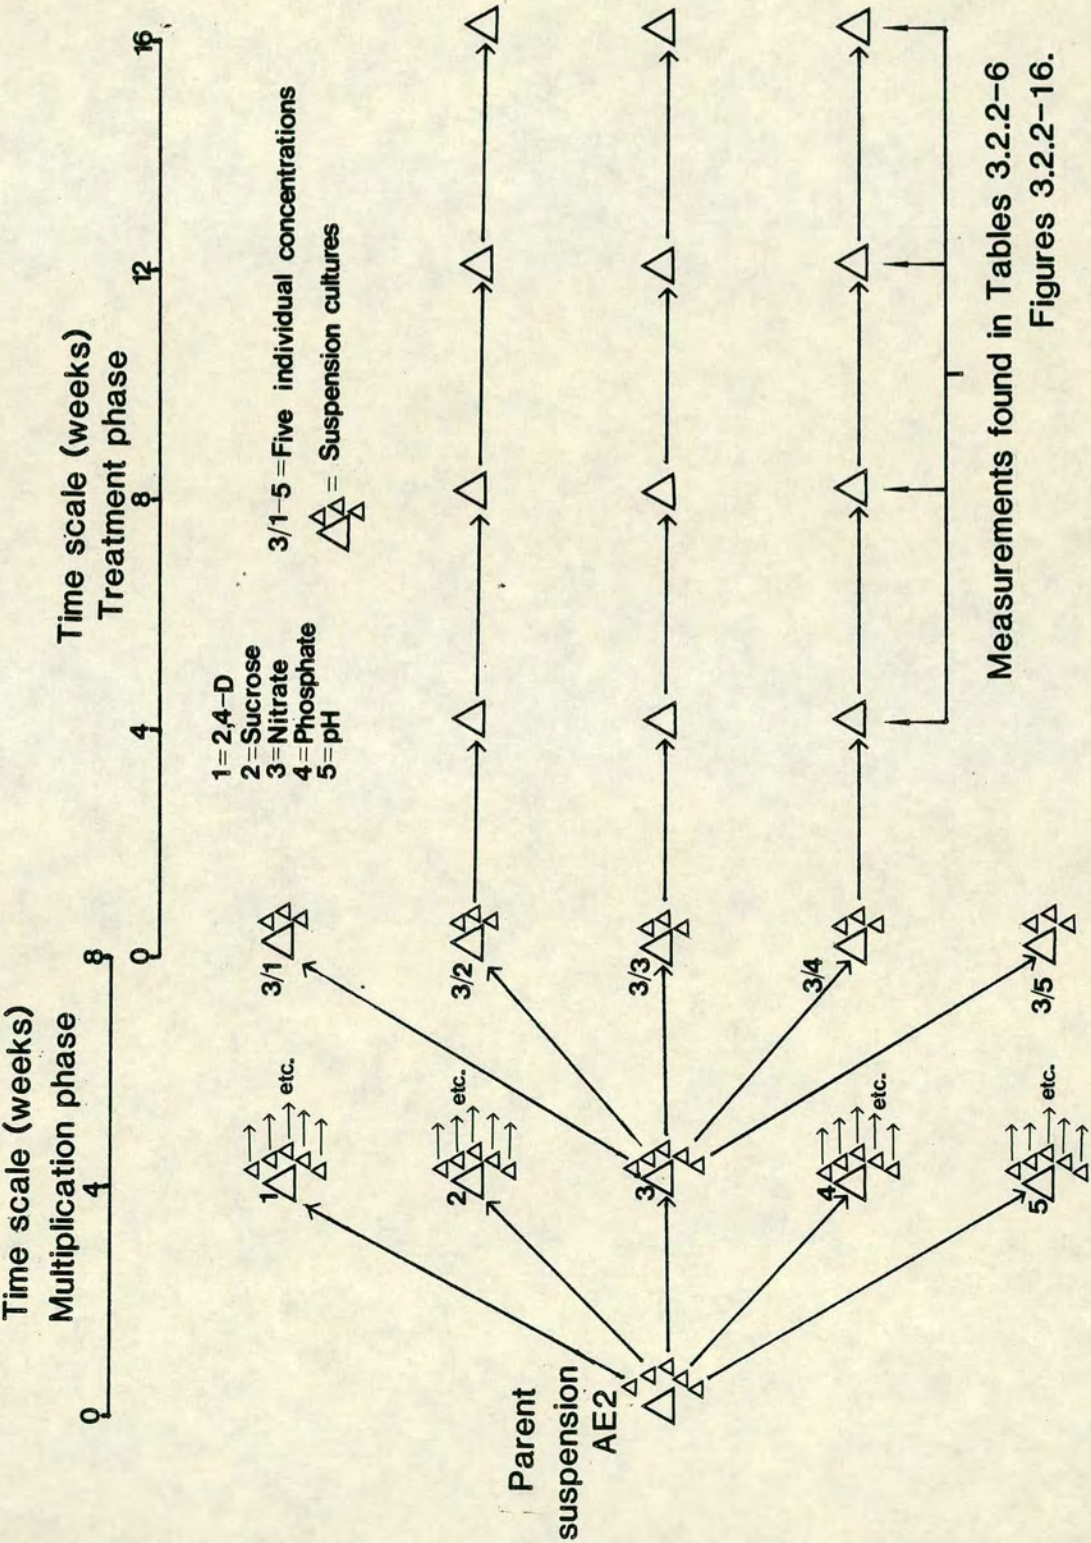 Time scale (weeks)
Multiplication phase
0
4
8
Time scale (weeks)
Treatment phase
0
4
8
12
16
1=2,4-D
2=Sucrose
3=Nitrate
4=Phosphate
5=pH
3/1-5=Five individual concentrations
= Suspension cultures
Parent
suspension
AE2
1
etc.
2
etc.
3
4
etc.
5
etc.
3/1
3/2
3/3
3/4
3/5
Measurements found in Tables 3.2.2-6
Figures 3.2.2-16.